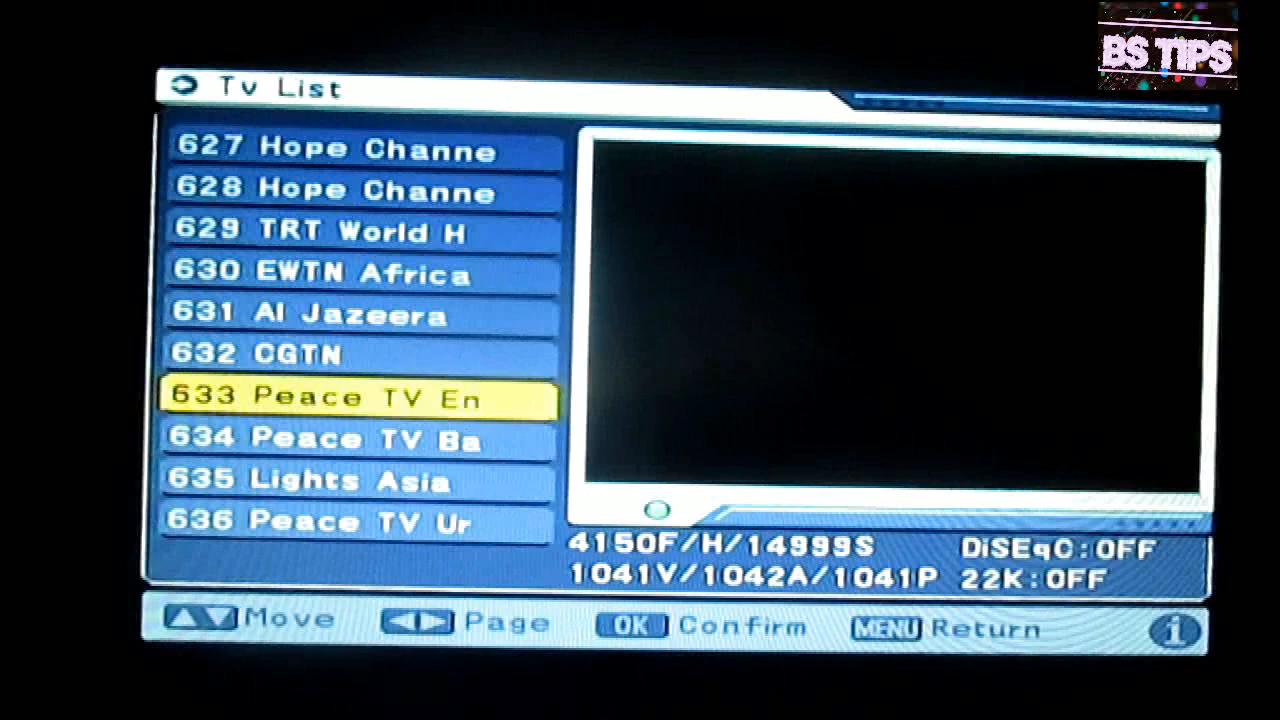 BS TIPS
Tv List
627 Hope Channe
628 Hope Channe
629 TRT World H
630 EWTN Africa
631 Al Jazeera
632 CGTN
633 Peace TV En
634 Peace TV Ba
635 Lights Asia
636 Peace TV Ur
4150F/H/14999S DiSEqC:OFF
1041V/1042A/1041P 22K:OFF
Move Page OK Confirm MENU Return i